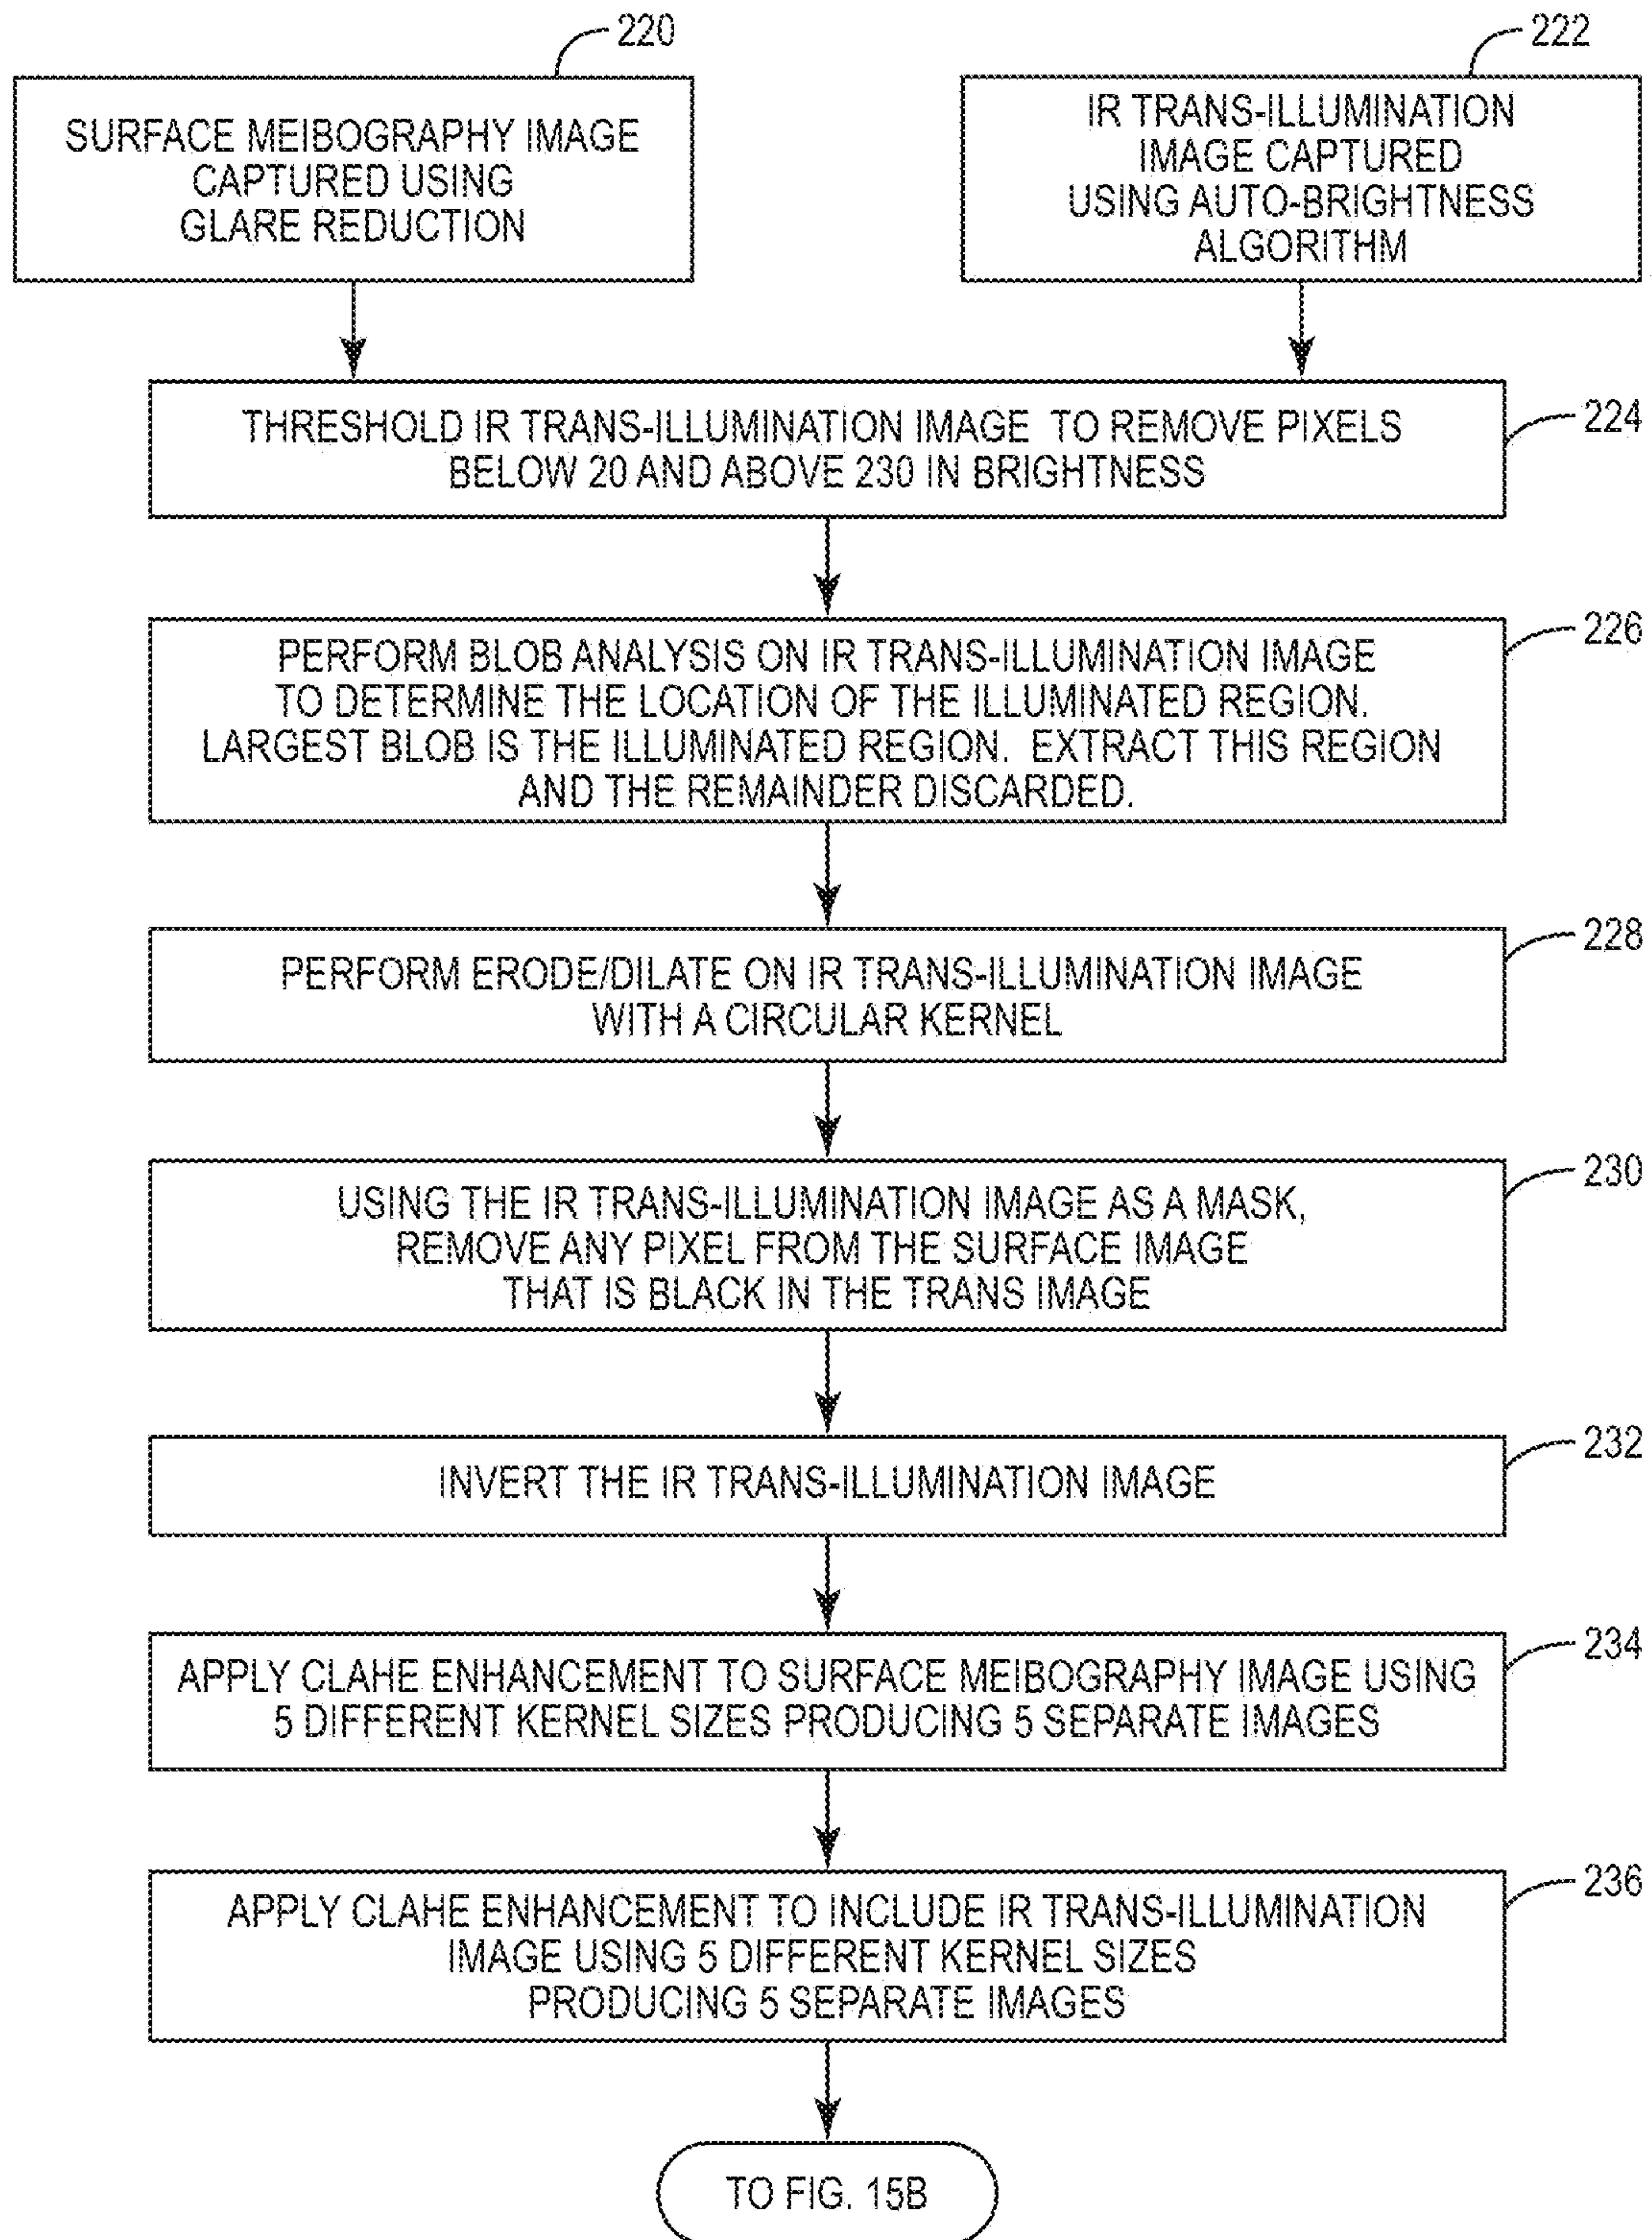 220
222
SURFACE MEIBOGRAPHY IMAGE
CAPTURED USING
GLARE REDUCTION
IR TRANS-ILLUMINATION
IMAGE CAPTURED
USING AUTO-BRIGHTNESS
ALGORITHM
THRESHOLD IR TRANS-ILLUMINATION IMAGE TO REMOVE PIXELS
BELOW 20 AND ABOVE 230 IN BRIGHTNESS
224
PERFORM BLOB ANALYSIS ON IR TRANS-ILLUMINATION IMAGE
TO DETERMINE THE LOCATION OF THE ILLUMINATED REGION.
LARGEST BLOB IS THE ILLUMINATED REGION. EXTRACT THIS REGION
AND THE REMAINDER DISCARDED.
226
PERFORM ERODE/DILATE ON IR TRANS-ILLUMINATION IMAGE
WITH A CIRCULAR KERNEL
228
USING THE IR TRANS-ILLUMINATION IMAGE AS A MASK,
REMOVE ANY PIXEL FROM THE SURFACE IMAGE
THAT IS BLACK IN THE TRANS IMAGE
230
INVERT THE IR TRANS-ILLUMINATION IMAGE
232
APPLY CLAHE ENHANCEMENT TO SURFACE MEIBOGRAPHY IMAGE USING
5 DIFFERENT KERNEL SIZES PRODUCING 5 SEPARATE IMAGES
234
APPLY CLAHE ENHANCEMENT TO INCLUDE IR TRANS-ILLUMINATION
IMAGE USING 5 DIFFERENT KERNEL SIZES
PRODUCING 5 SEPARATE IMAGES
236
TO FIG. 15B